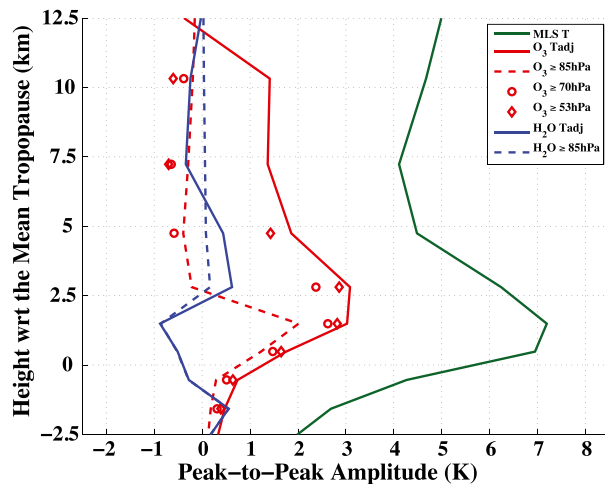 12.5
10
7.5
5
2.5
0
−2.5
−2 −1 0 1 2 3 4 5 6 7 8
Height wrt the Mean Tropopause (km)
Peak−to−Peak Amplitude (K)
MLS T
O3 Tadj
O3 ≥ 85hPa
O3 ≥ 70hPa
O3 ≥ 53hPa
H2O Tadj
H2O ≥ 85hPa